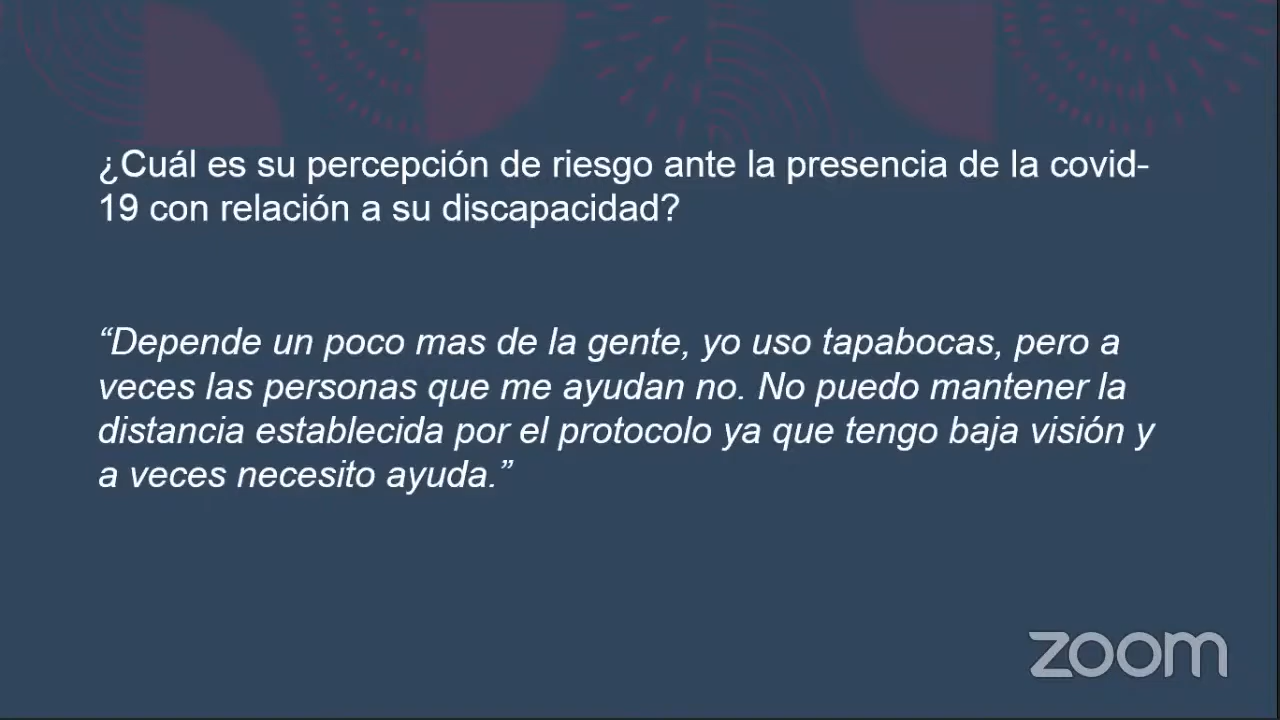 ¿Cuál es su percepción de riesgo ante la presencia de la covid-
19 con relación a su discapacidad?
“Depende un poco mas de la gente, yo uso tapabocas, pero a
veces las personas que me ayudan no. No puedo mantener la
distancia establecida por el protocolo ya que tengo baja visión y
a veces necesito ayuda.”
zoom